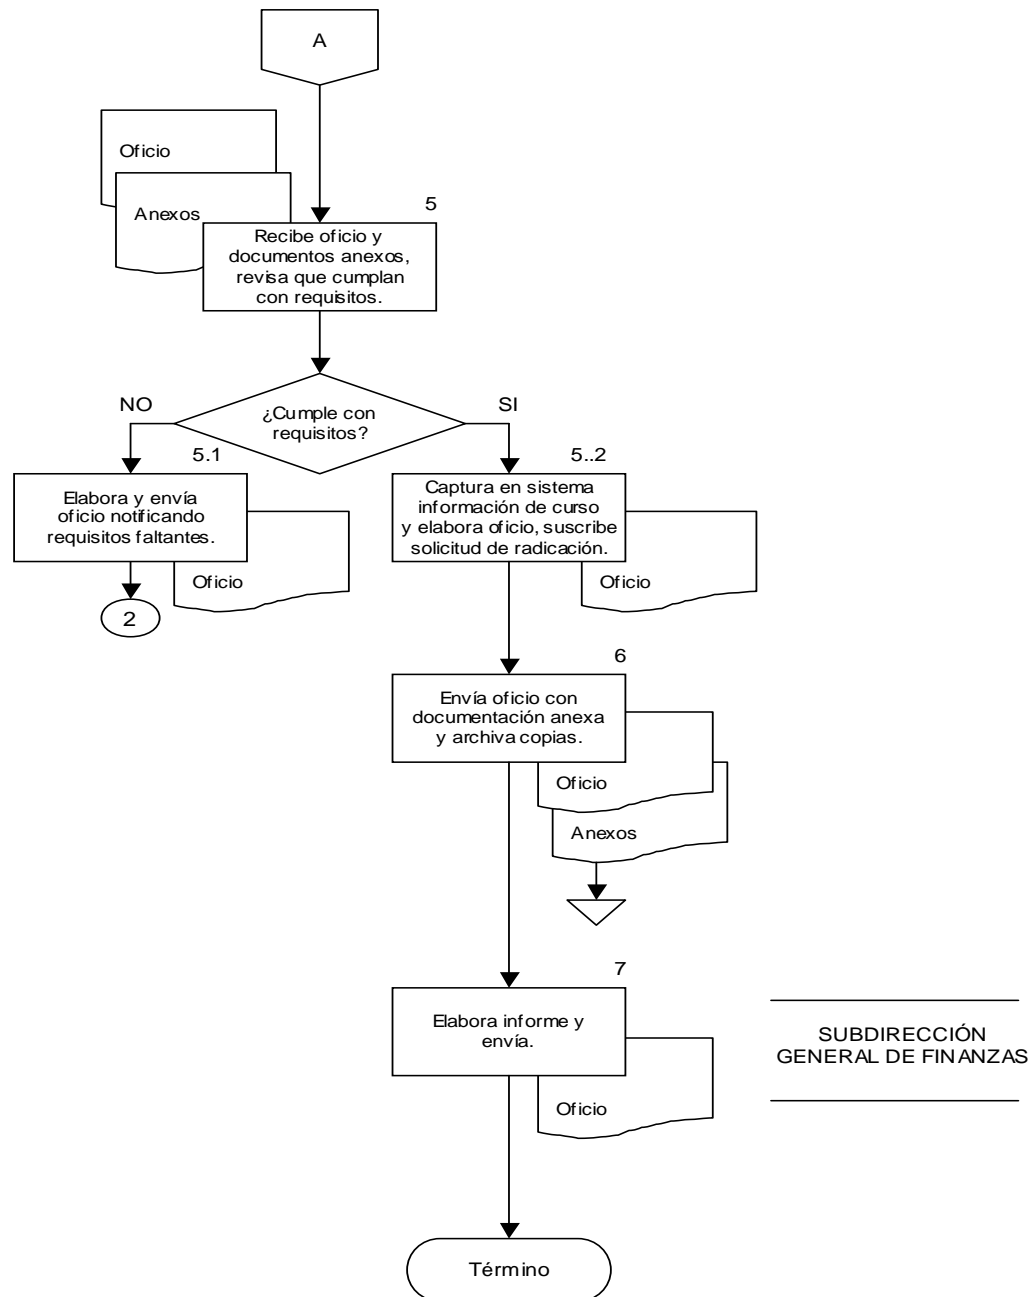 A
Oficio
Anexos
5
Recibe oficio y
documentos anexos,
revisa que cumplan
con requisitos.
¿Cumple con
requisitos?
NO
SI
5.1
Elabora y envía
oficio notificando
requisitos faltantes.
Oficio
2
5..2
Captura en sistema
información de curso
y elabora oficio, suscribe
solicitud de radicación.
Oficio
6
Envía oficio con
documentación anexa
y archiva copias.
Oficio
Anexos
7
Elabora informe y
envía.
Oficio
SUBDIRECCIÓN
GENERAL DE FINANZAS
Término